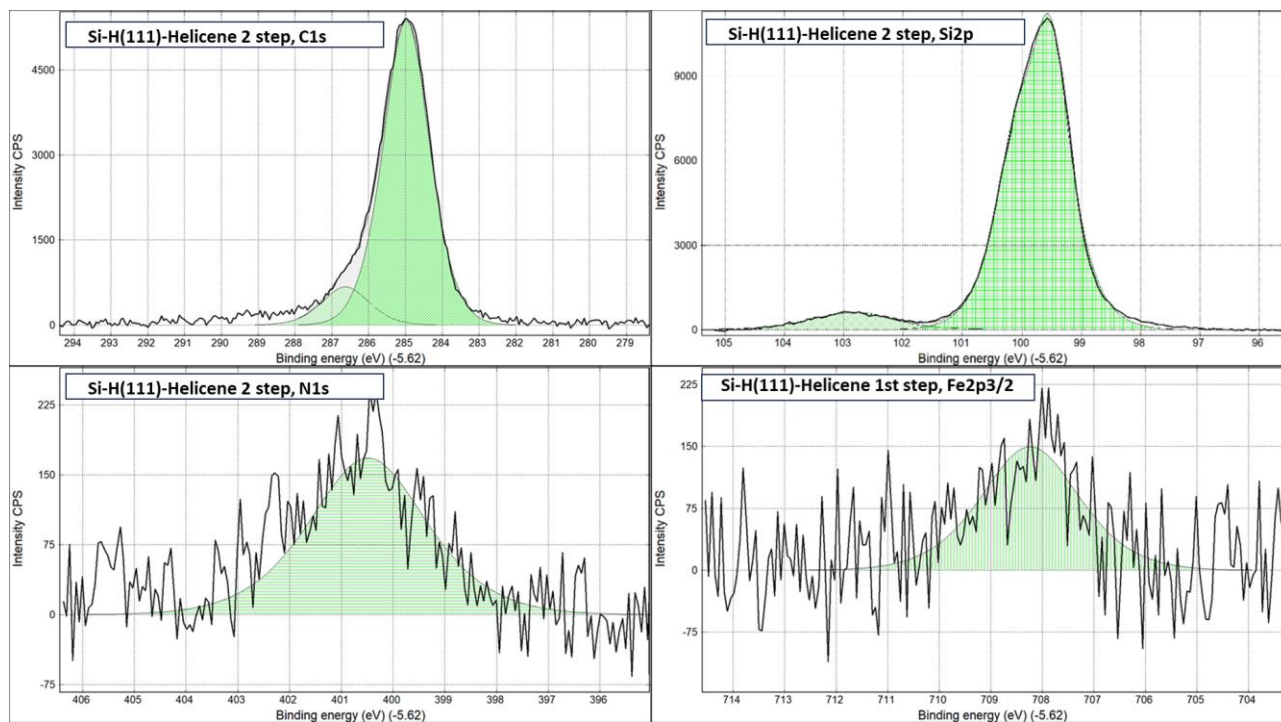 Si-H(111)-Helicene 2 step, C1s
Intensity CPS
4500
3000
1500
0
294 293 292 291 290 289 288 287 286 285 284 283 282 281 280 279
Binding energy (eV) (-5.62)
Si-H(111)-Helicene 2 step, Si2p
Intensity CPS
9000
6000
3000
0
105 104 103 102 101 100 99 98 97 96
Binding energy (eV) (-5.62)
Si-H(111)-Helicene 2 step, N1s
Intensity CPS
225
150
75
0
-75
406 405 404 403 402 401 400 399 398 397 396
Binding energy (eV) (-5.62)
Si-H(111)-Helicene 1st step, Fe2p3/2
Intensity CPS
225
150
75
0
-75
714 713 712 711 710 709 708 707 706 705 704
Binding energy (eV) (-5.62)